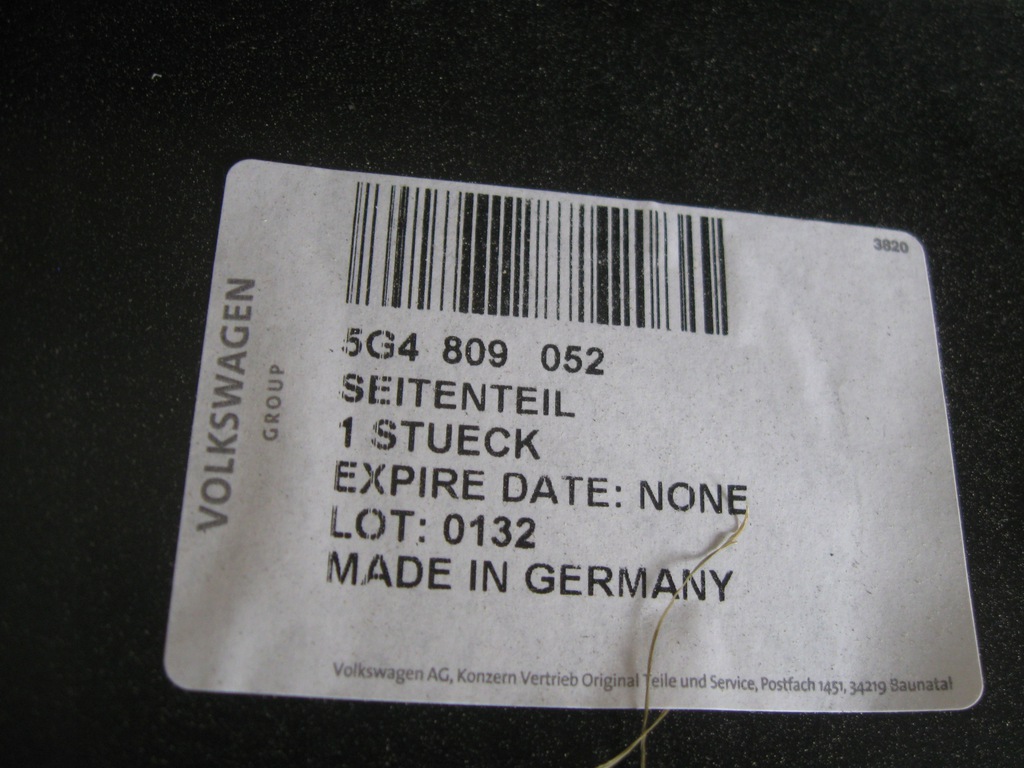 3820
VOLKSWAGEN
GROUP
5G4 809 052
SEITENTEIL
1 STUECK
EXPIRE DATE: NONE
LOT: 0132
MADE IN GERMANY
Volkswagen AG, Konzern Vertrieb Original Teile und Service, Postfach 1451, 34219 Baunatal